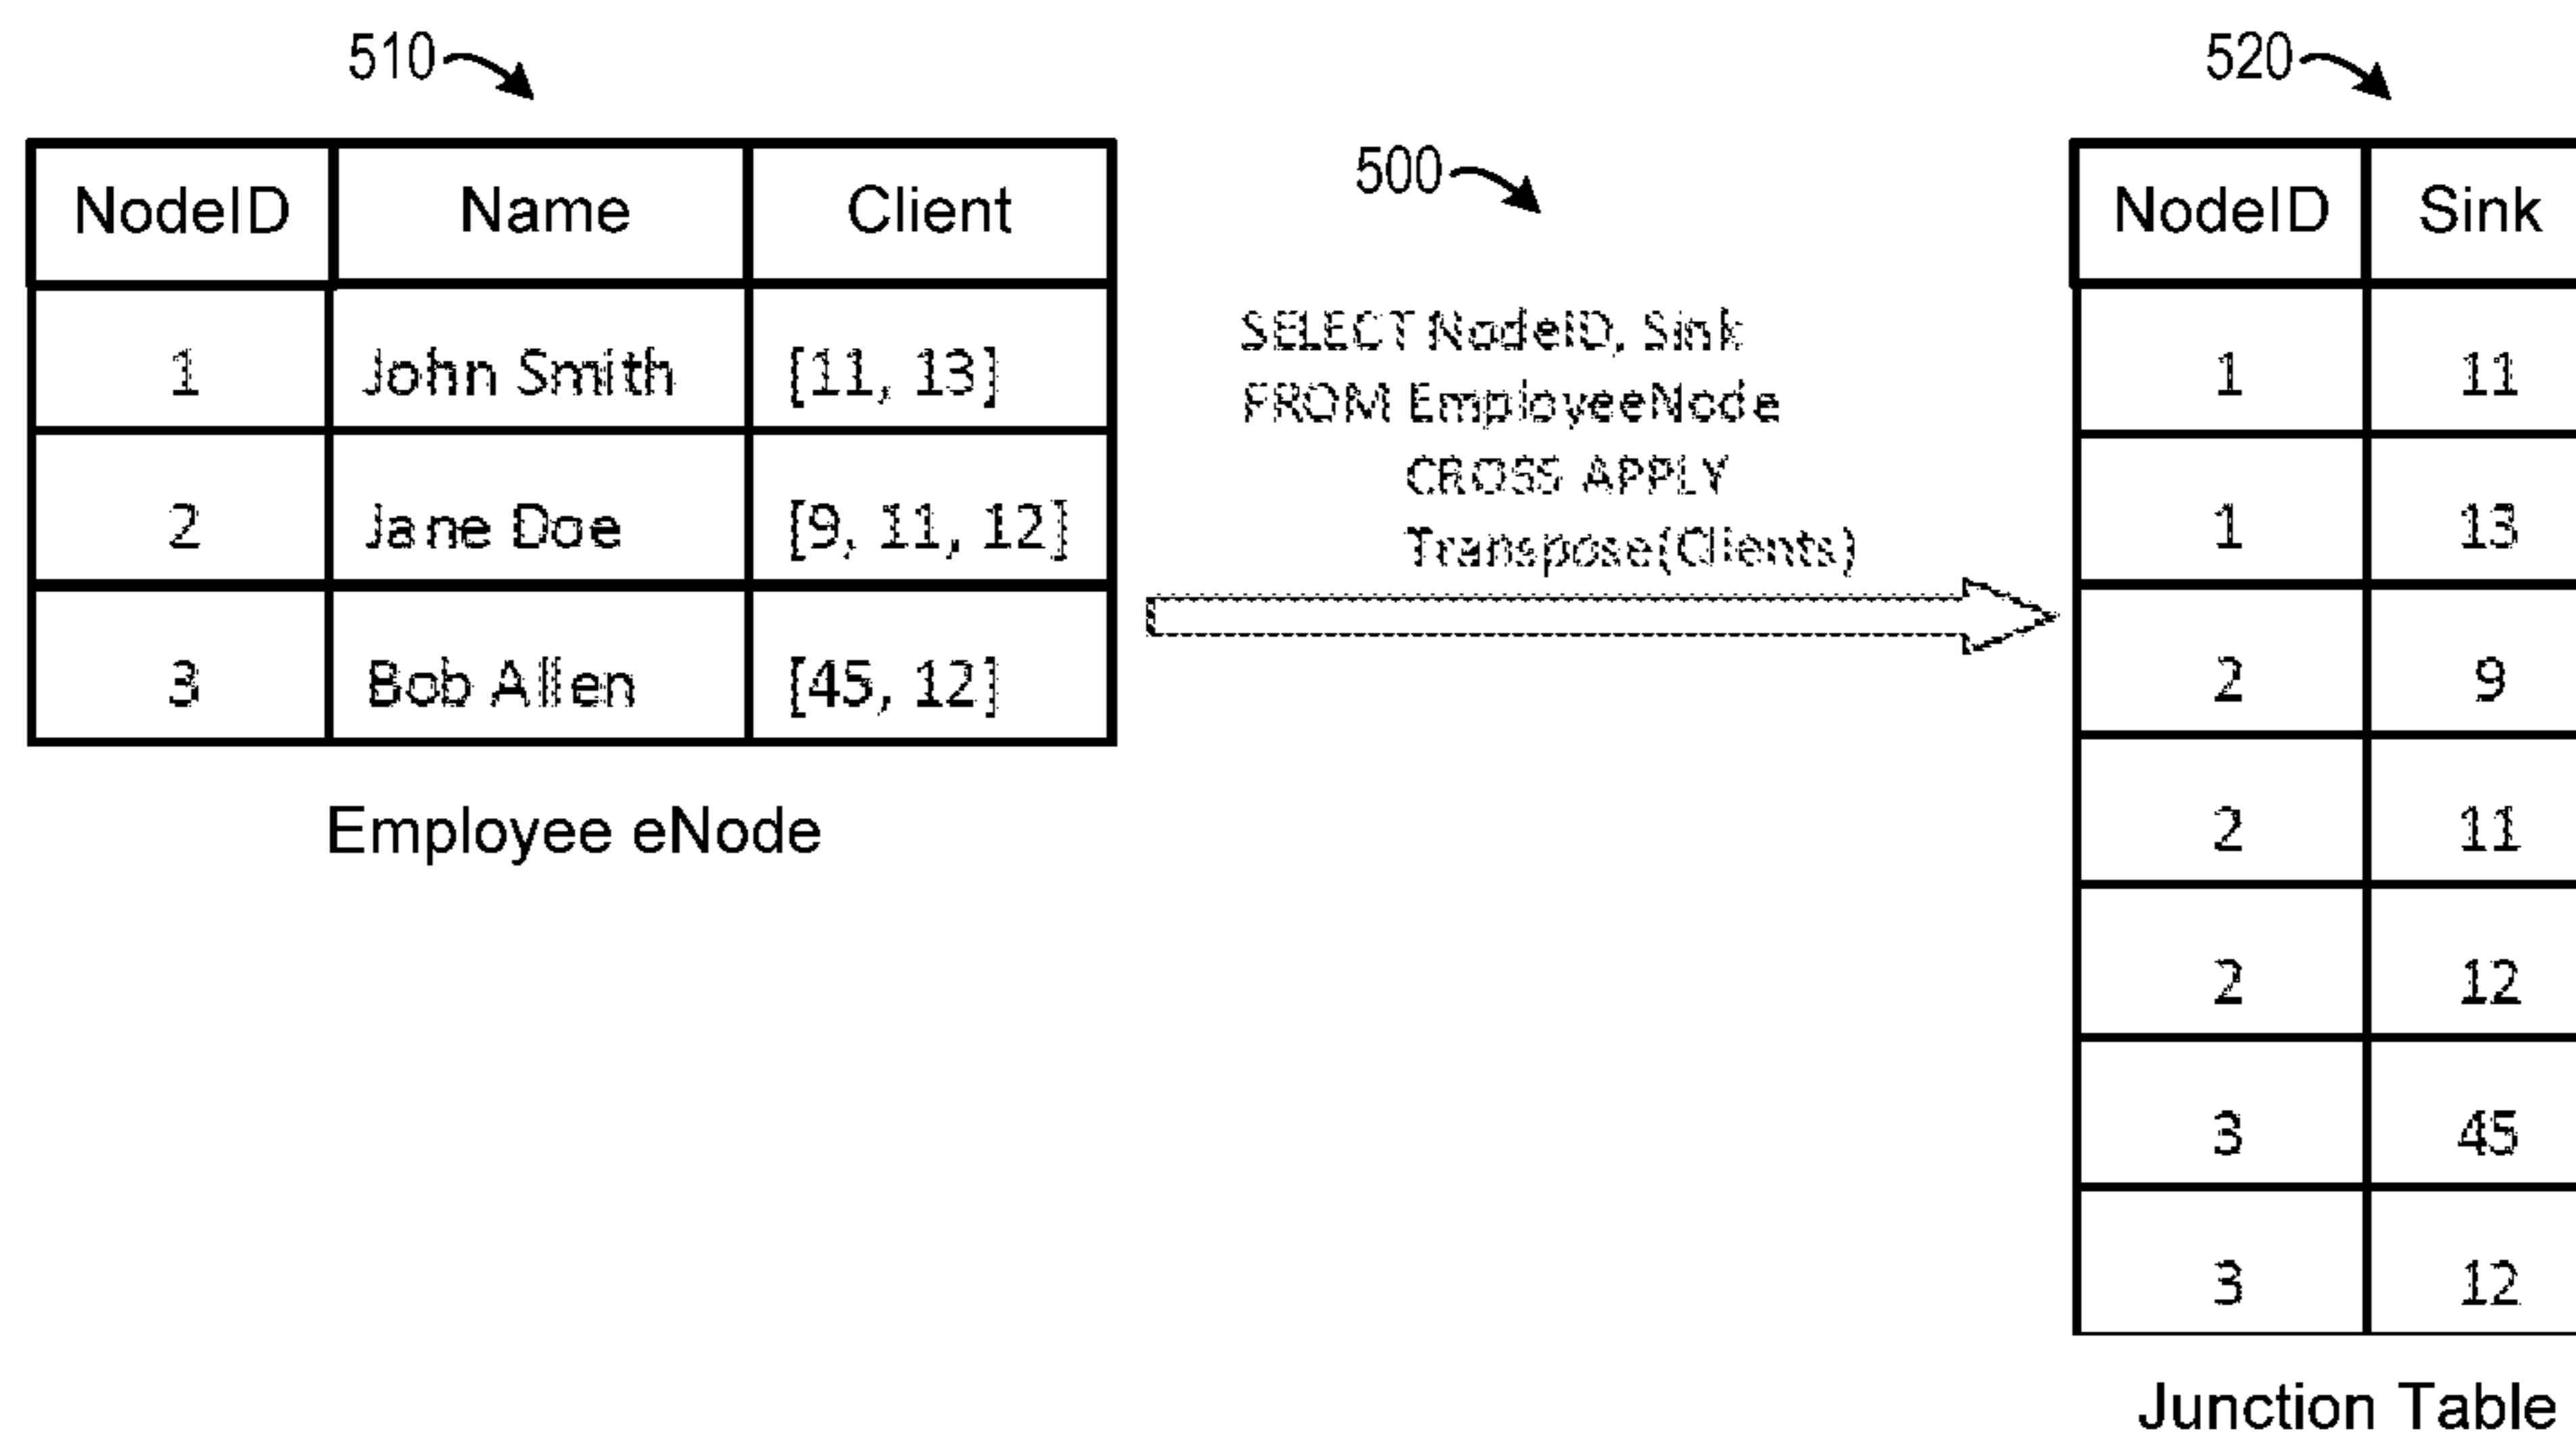 510
NodeID Name Client
1 John Smith [11, 13]
2 Jane Doe [9, 11, 12]
3 Bob Allen [45, 12]
Employee eNode
500
SELECT NodeID, Sink
FROM EmployeeNode
CROSS APPLY
Transpose(Clients)
520
NodeID Sink
1 11
1 13
2 9
2 11
2 12
3 45
3 12
Junction Table